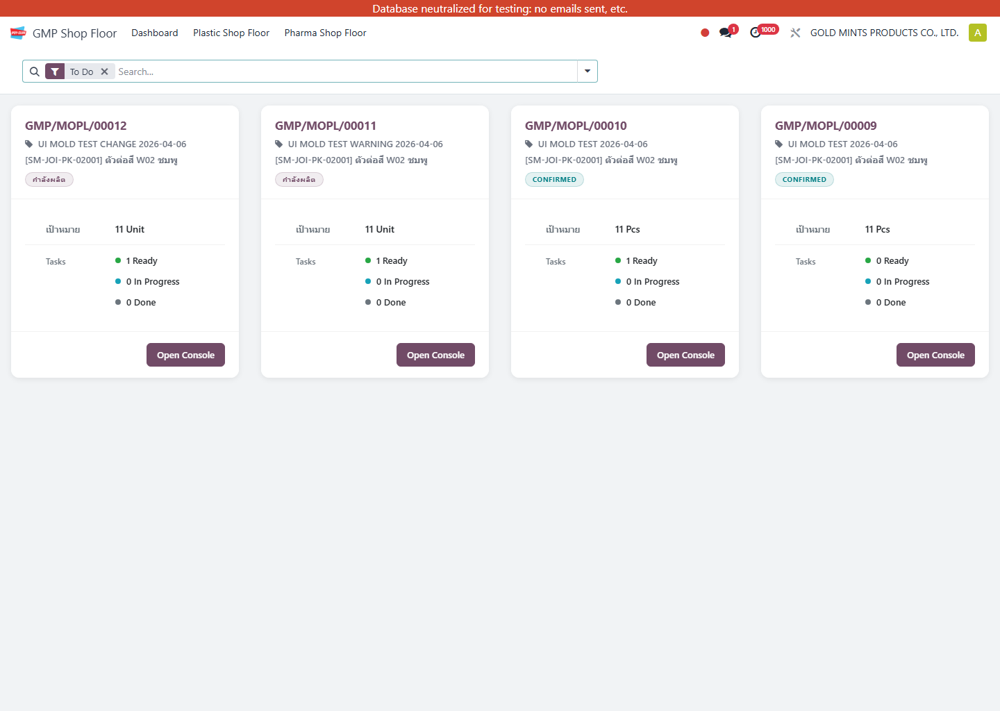 Database neutralized for testing: no emails sent, etc.
GMP Shop Floor Dashboard Plastic Shop Floor Pharma Shop Floor 1 1000 GOLD MINTS PRODUCTS CO., LTD. A
To Do Search...
GMP/MOPL/00012
UI MOLD TEST CHANGE 2026-04-06
[SM-JOI-PK-02001] ตัวต่อสี W02 ชมพู
กำลังผลิต
เป้าหมาย 11 Unit
Tasks 1 Ready
0 In Progress
0 Done
Open Console
GMP/MOPL/00011
UI MOLD TEST WARNING 2026-04-06
[SM-JOI-PK-02001] ตัวต่อสี W02 ชมพู
กำลังผลิต
เป้าหมาย 11 Unit
Tasks 1 Ready
0 In Progress
0 Done
Open Console
GMP/MOPL/00010
UI MOLD TEST 2026-04-06
[SM-JOI-PK-02001] ตัวต่อสี W02 ชมพู
CONFIRMED
เป้าหมาย 11 Pcs
Tasks 1 Ready
0 In Progress
0 Done
Open Console
GMP/MOPL/00009
UI MOLD TEST 2026-04-06
[SM-JOI-PK-02001] ตัวต่อสี W02 ชมพู
CONFIRMED
เป้าหมาย 11 Pcs
Tasks 0 Ready
0 In Progress
0 Done
Open Console